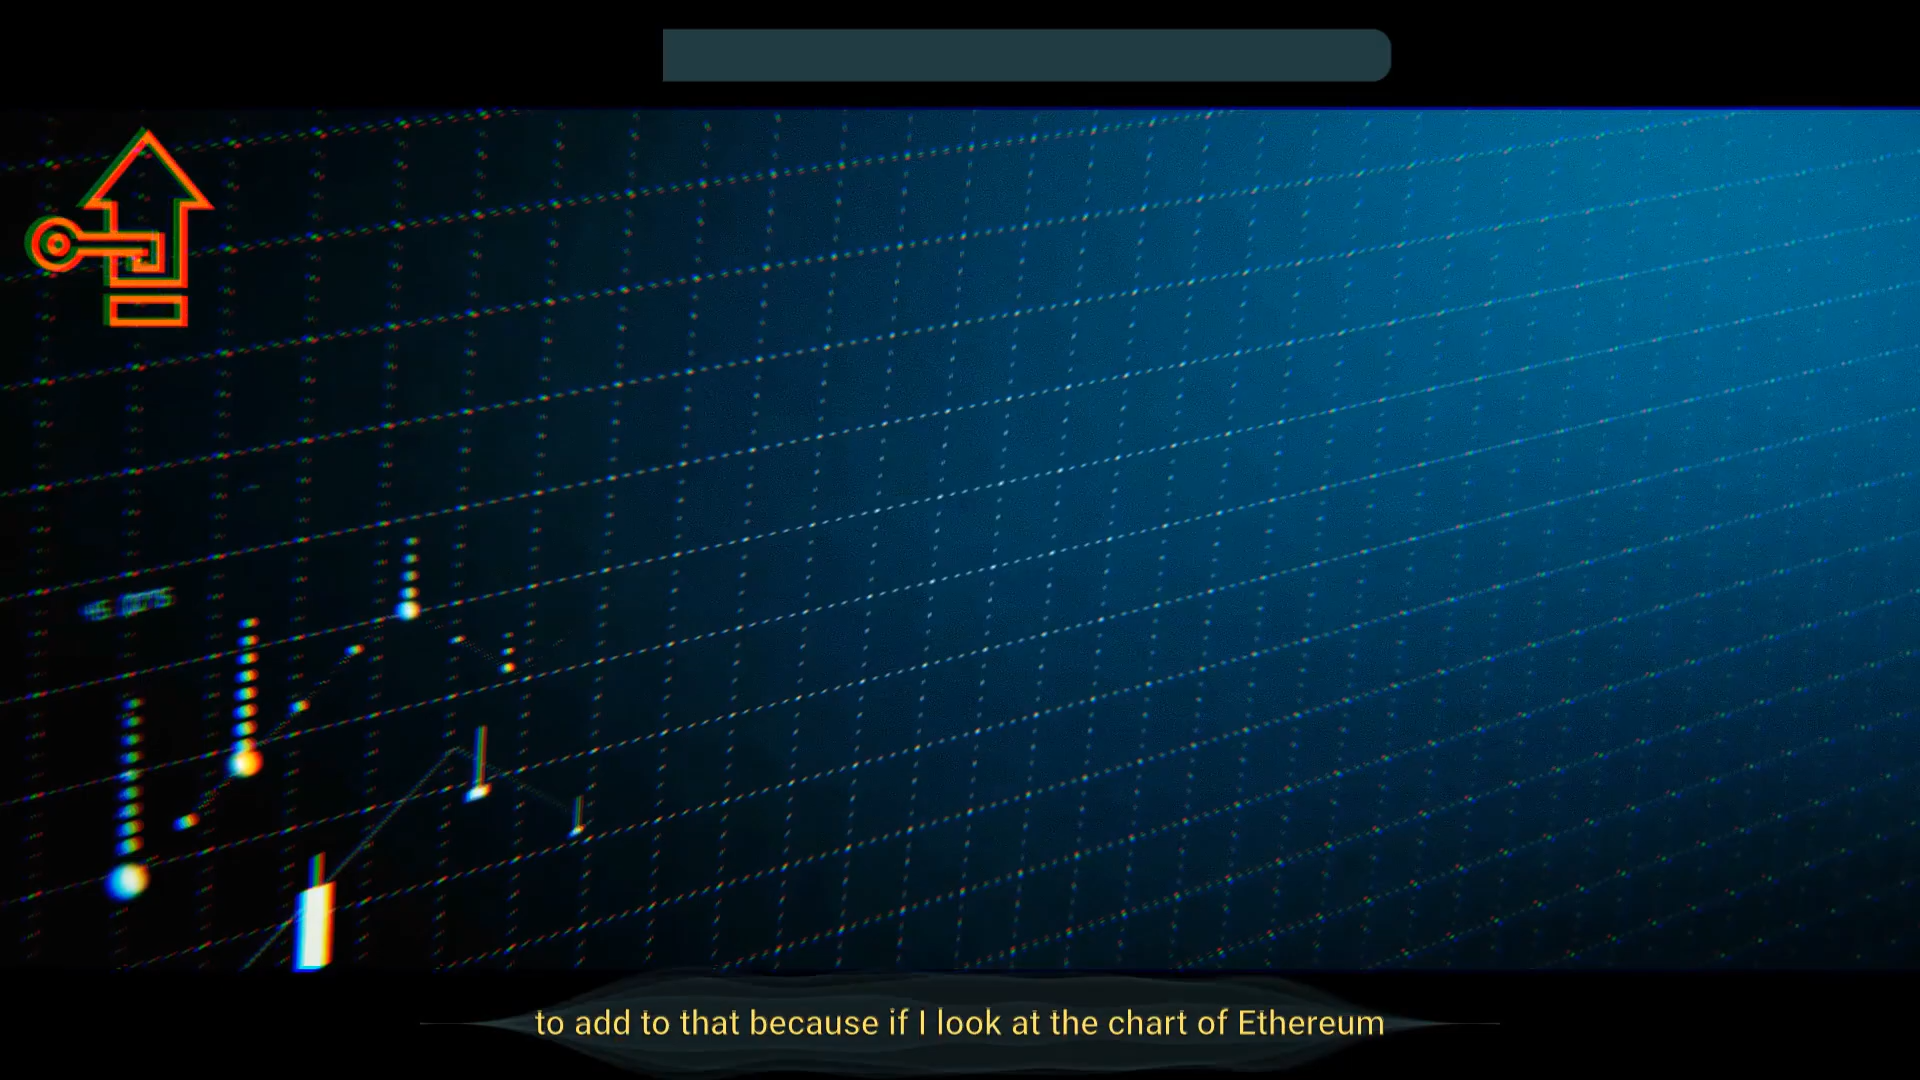 to add to that because if I look at the chart of Ethereum